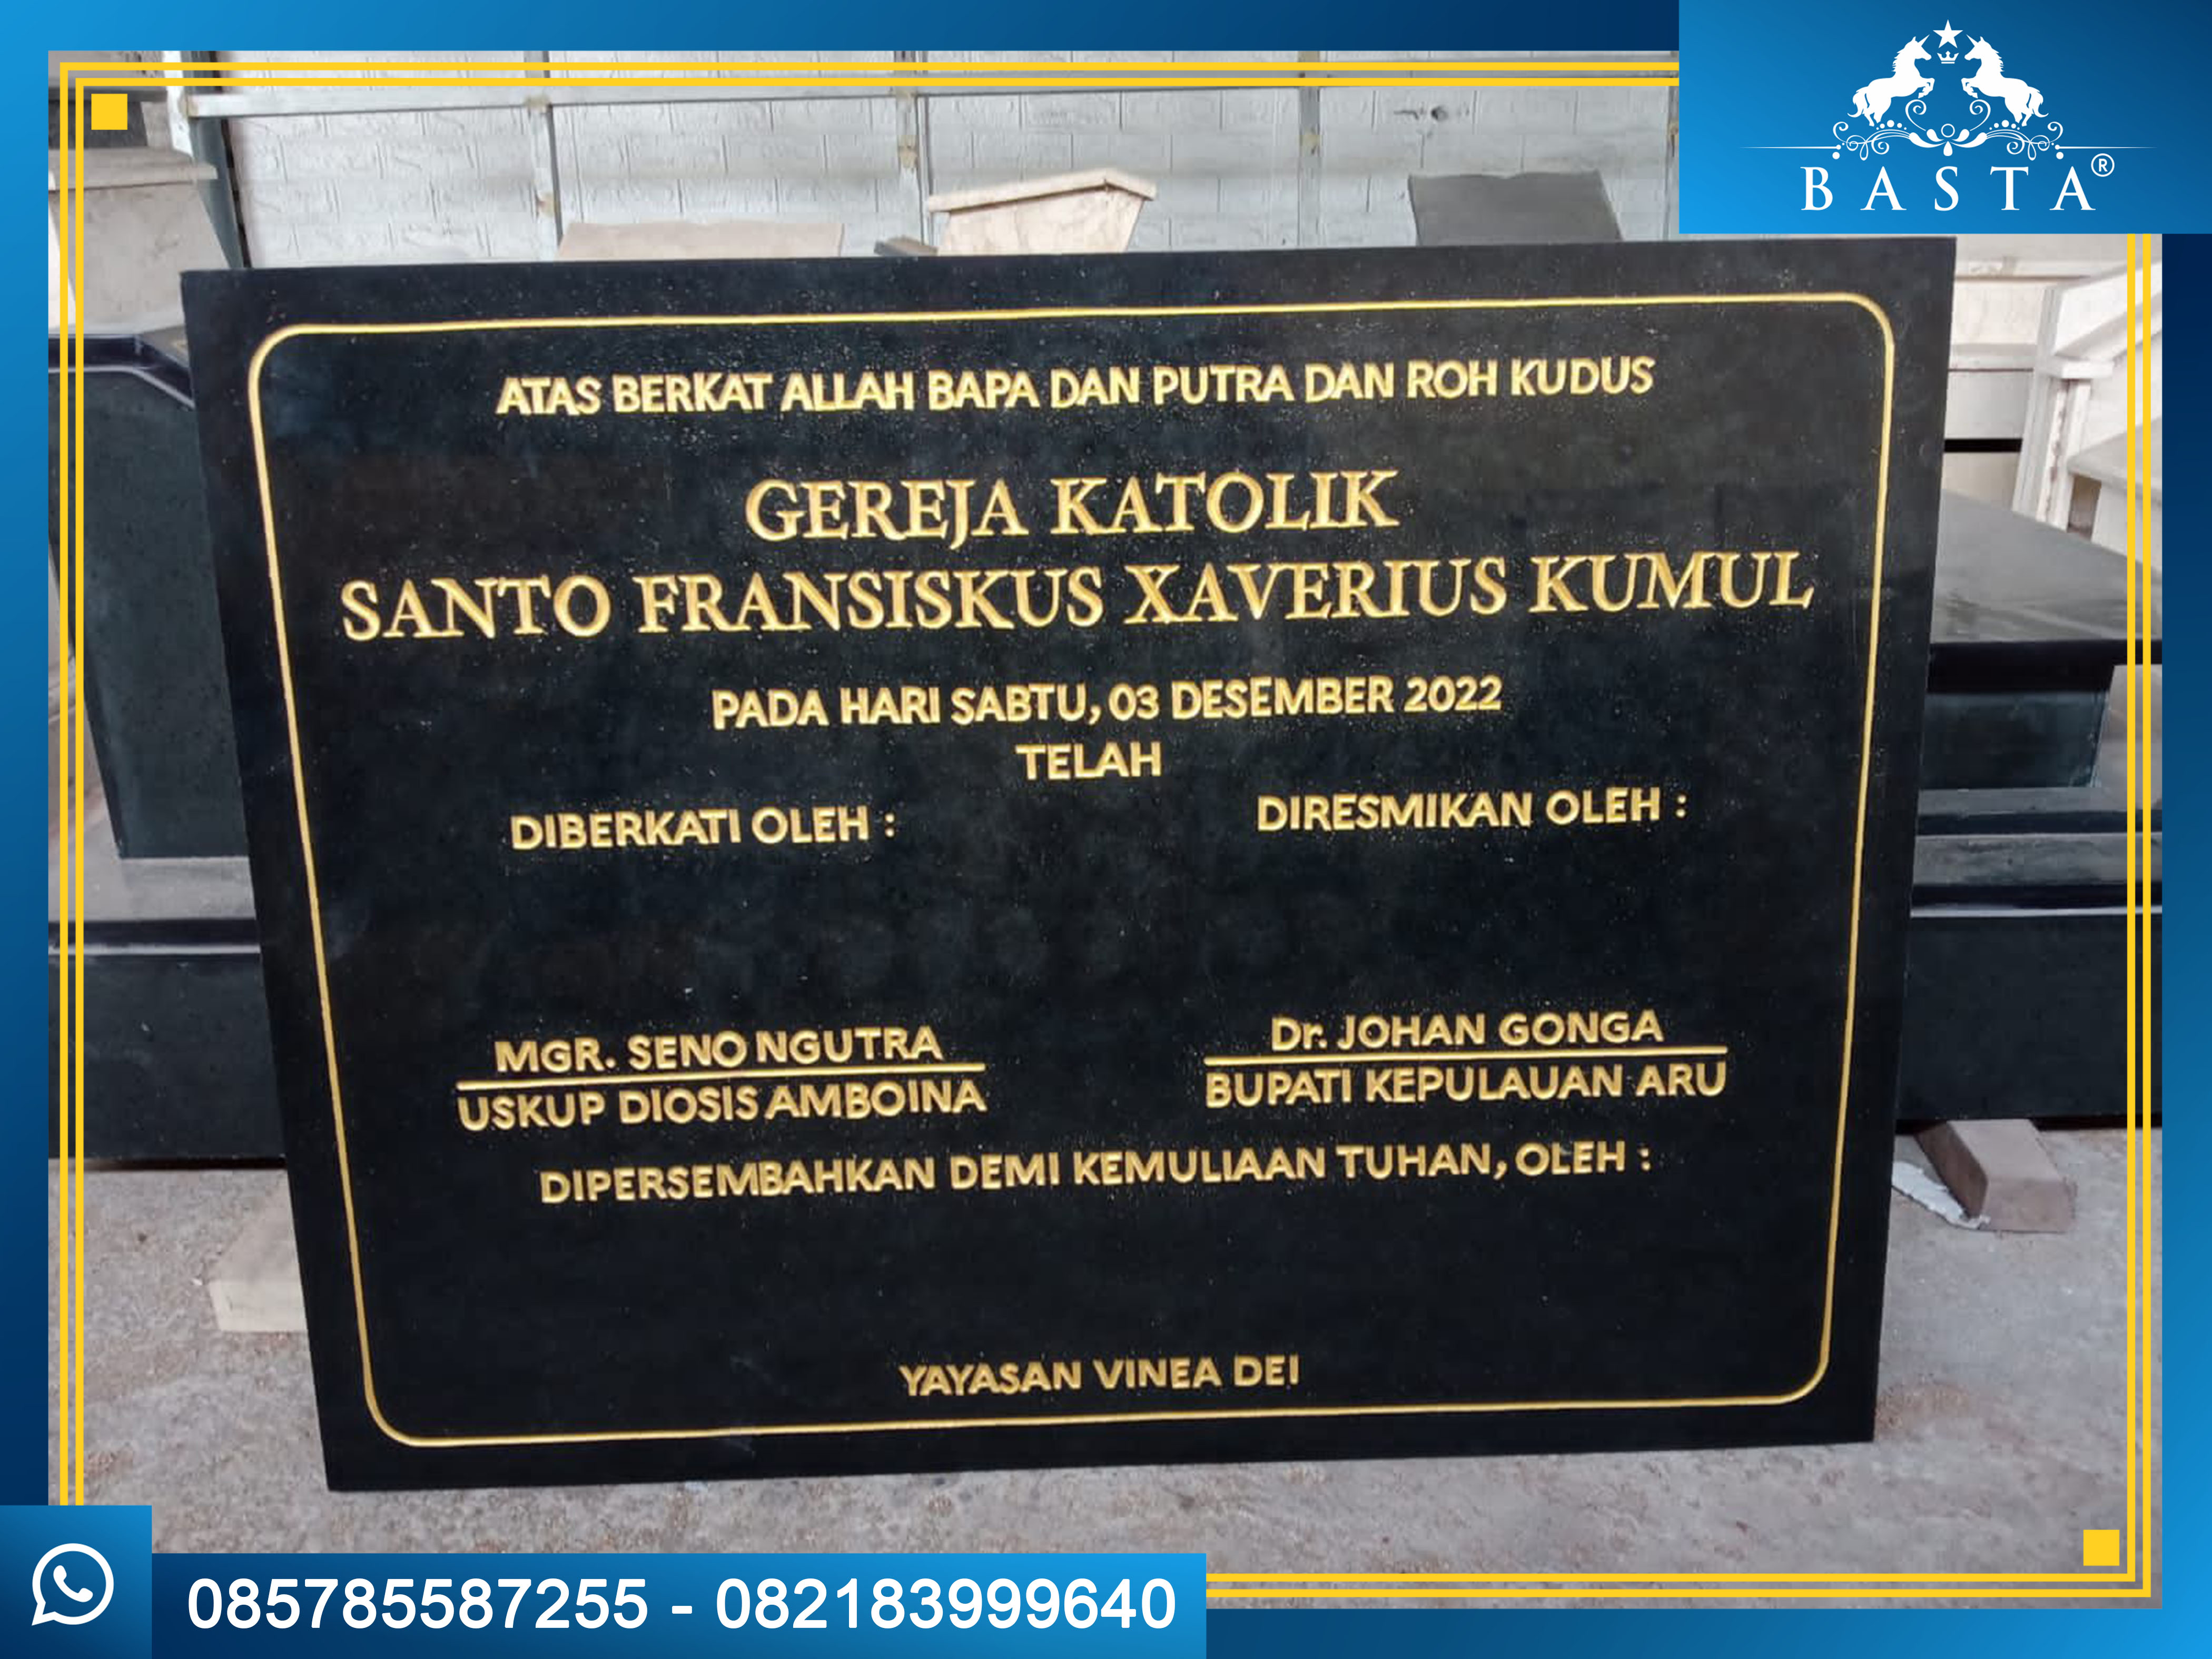 BASTA®
ATAS BERKAT ALLAH BAPA DAN PUTRA DAN ROH KUDUS
GEREJA KATOLIK
SANTO FRANSISKUS XAVERIUS KUMUL
PADA HARI SABTU, 03 DESEMBER 2022
TELAH
DIBERKATI OLEH :
DIRESMIKAN OLEH :
MGR. SENO NGUTRA
USKUP DIOSIS AMBOINA
Dr. JOHAN GONGA
BUPATI KEPULAUAN ARU
DIPERSEMBAHKAN DEMI KEMULIAAN TUHAN, OLEH :
YAYASAN VINEA DEI
085785587255 - 082183999640